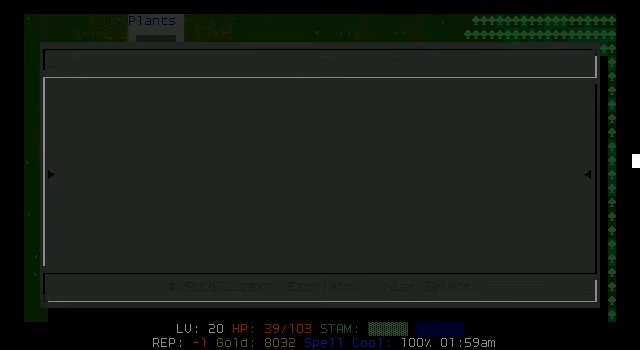 Plants
LV: 20 HP: 39/103 STAM:
REP: -1 Gold: 8032 Spell Cool: 100% 01:59am